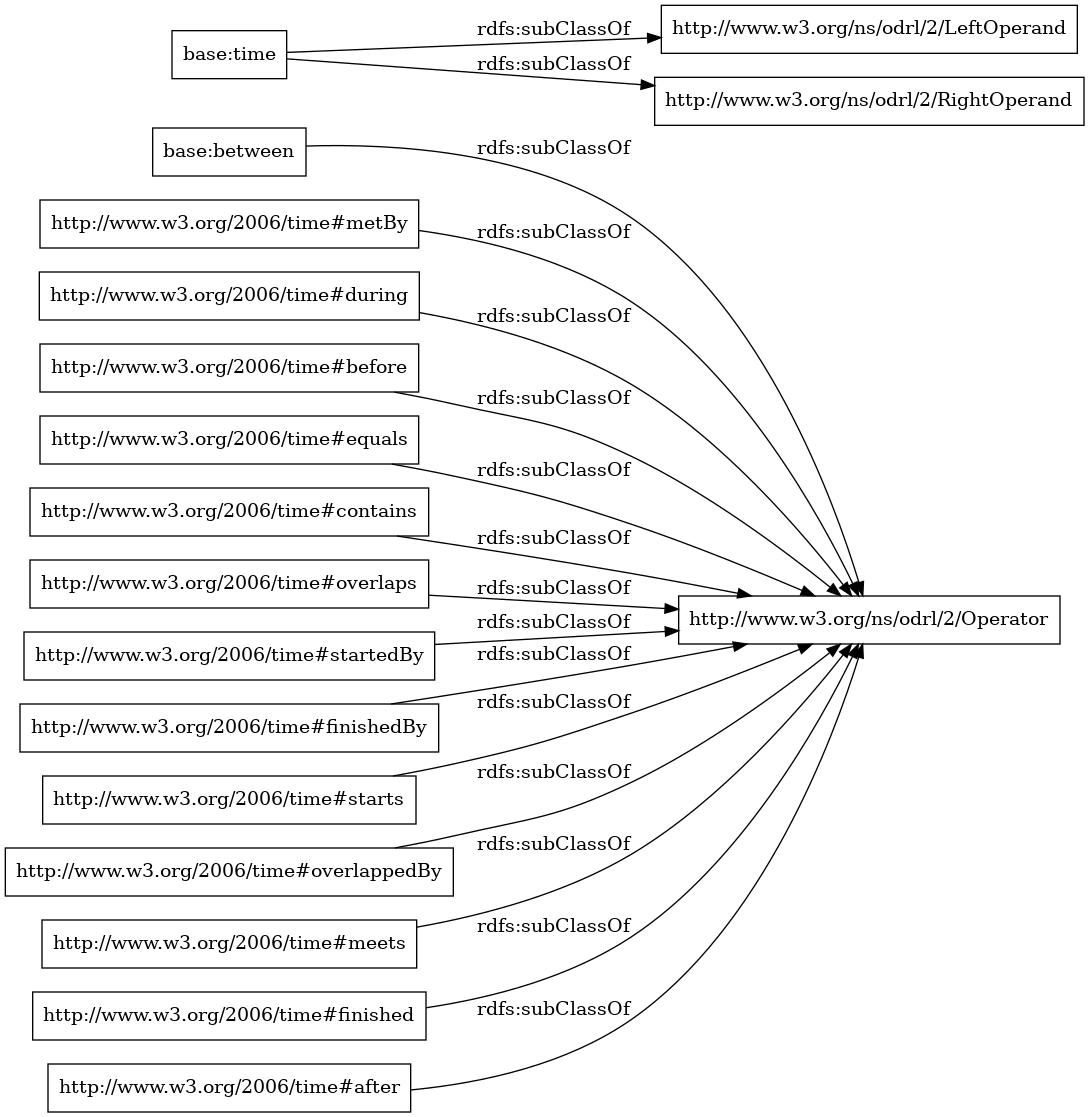 rdfs:subClassOf
http://www.w3.org/ns/odrl/2/LeftOperand
base:time
rdfs:subClassOf
http://www.w3.org/ns/odrl/2/RightOperand
base:between
rdfs:subClassOf
http://www.w3.org/2006/time#metBy
rdfs:subClassOf
http://www.w3.org/2006/time#during
rdfs:subClassOf
http://www.w3.org/2006/time#before
rdfs:subClassOf
http://www.w3.org/2006/time#equals
rdfs:subClassOf
http://www.w3.org/2006/time#contains
rdfs:subClassOf
http://www.w3.org/2006/time#overlaps
rdfs:subClassOf
http://www.w3.org/ns/odrl/2/Operator
rdfs:subClassOf
http://www.w3.org/2006/time#startedBy
rdfs:subClassOf
http://www.w3.org/2006/time#finishedBy
rdfs:subClassOf
http://www.w3.org/2006/time#starts
rdfs:subClassOf
http://www.w3.org/2006/time#overlappedBy
rdfs:subClassOf
http://www.w3.org/2006/time#meets
rdfs:subClassOf
http://www.w3.org/2006/time#finished
rdfs:subClassOf
http://www.w3.org/2006/time#after